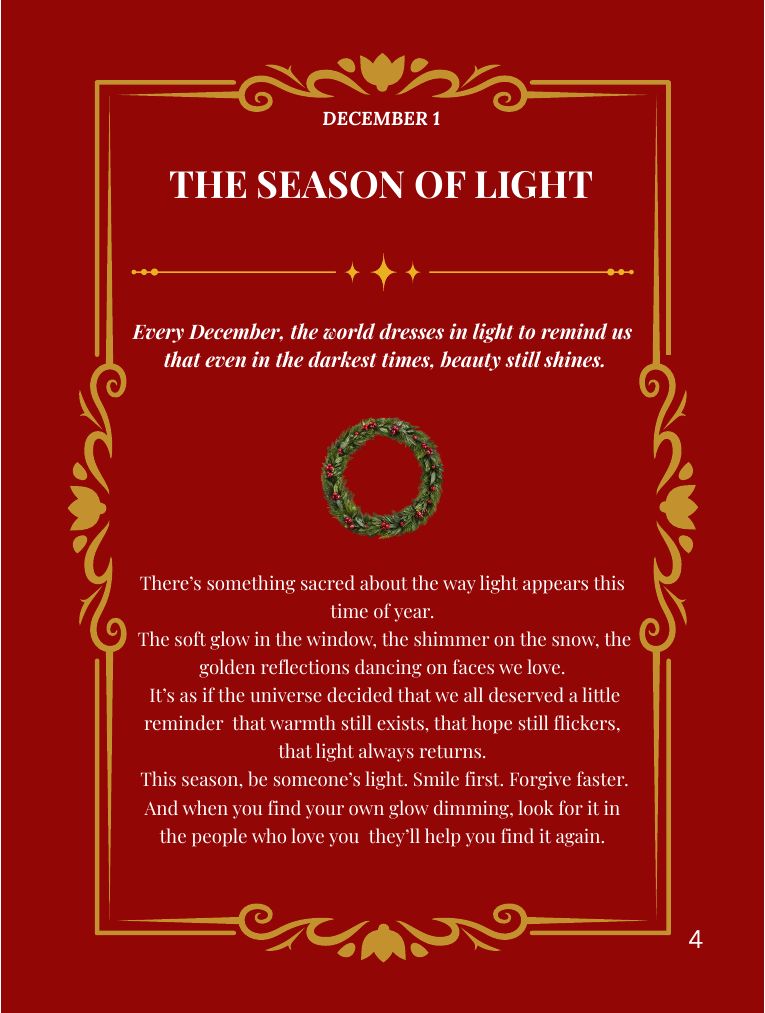 DECEMBER 1
THE SEASON OF LIGHT
Every December, the world dresses in light to remind us
that even in the darkest times, beauty still shines.
There’s something sacred about the way light appears this
time of year.
The soft glow in the window, the shimmer on the snow, the
golden reflections dancing on faces we love.
It’s as if the universe decided that we all deserved a little
reminder  that warmth still exists, that hope still flickers,
that light always returns.
This season, be someone’s light. Smile first. Forgive faster.
And when you find your own glow dimming, look for it in
the people who love you  they’ll help you find it again.
4